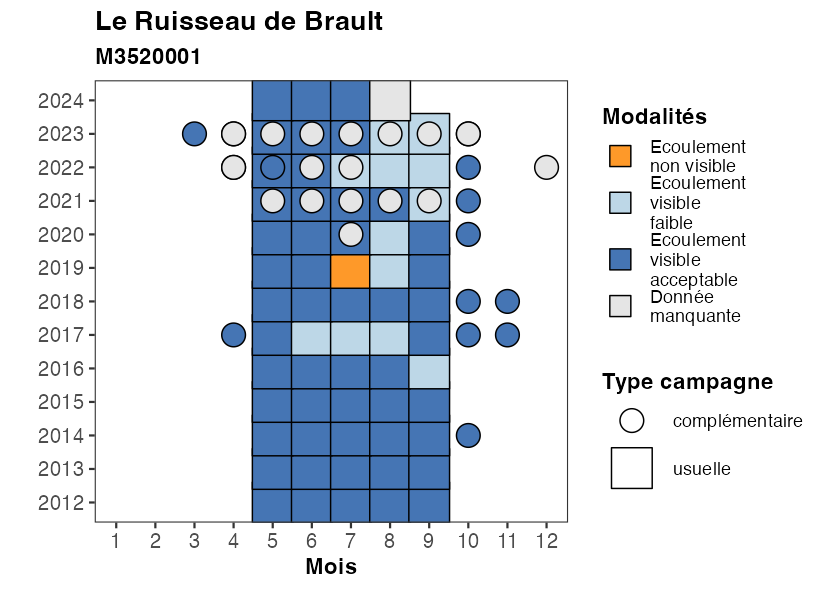 Le Ruisseau de Brault
M3520001
2024
2023
2022
2021
2020
2019
2018
2017
2016
2015
2014
2013
2012
1 2 3 4 5 6 7 8 9 10 11 12
Mois
Modalités
Ecoulement
non visible
Ecoulement
visible
faible
Ecoulement
visible
acceptable
Donnée
manquante
Type campagne
complémentaire
usuelle